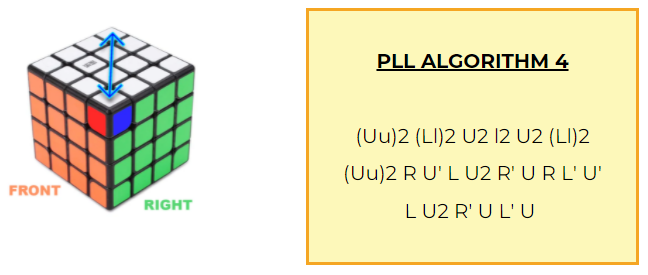 PLL ALGORITHM 4
(Uu)2 (Ll)2 U2 l2 U2 (Ll)2
(Uu)2 R U' L U2 R' U R L' U'
L U2 R' U L' U
FRONT
RIGHT